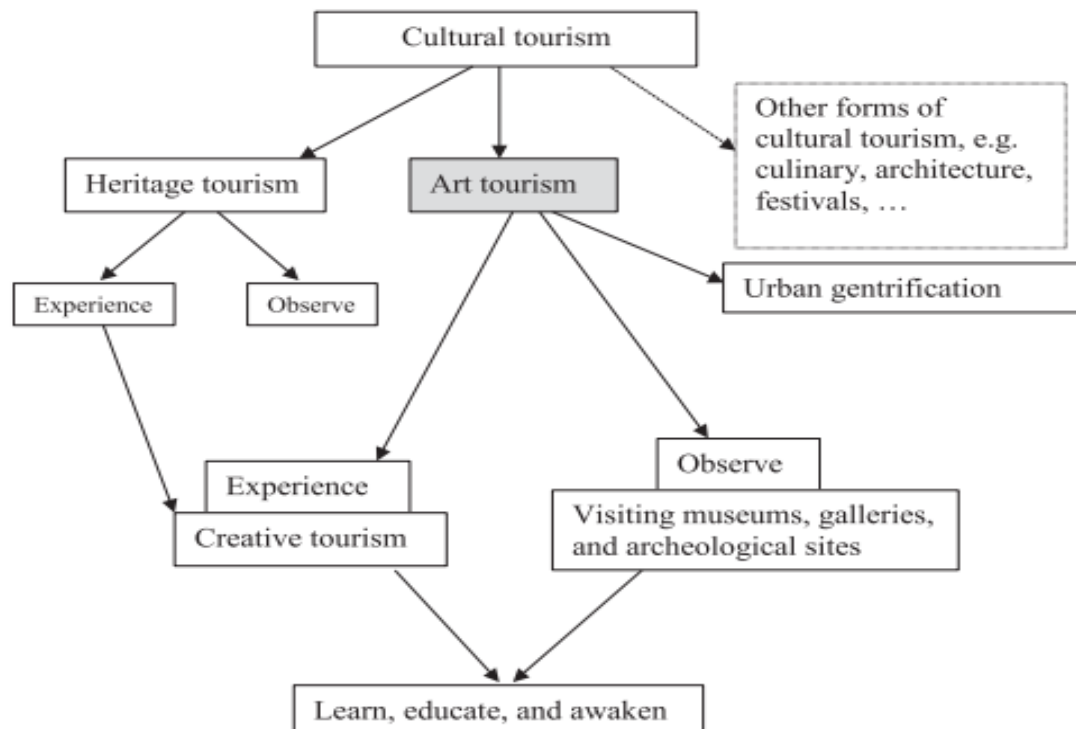 Cultural tourism
Other forms of
cultural tourism, e.g.
culinary, architecture,
festivals, …
Heritage tourism
Art tourism
Urban gentrification
Experience
Observe
Experience
Creative tourism
Observe
Visiting museums, galleries,
and archeological sites
Learn, educate, and awaken